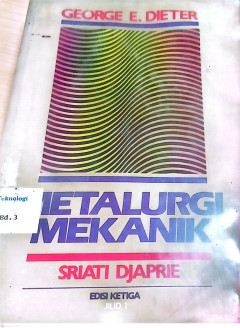 GEORGE E. DIETER
Teknologi
Ed.3
METALURGI
MEKANIK
SRIATI DJAPRIE
EDISI KETIGA
JILID 1